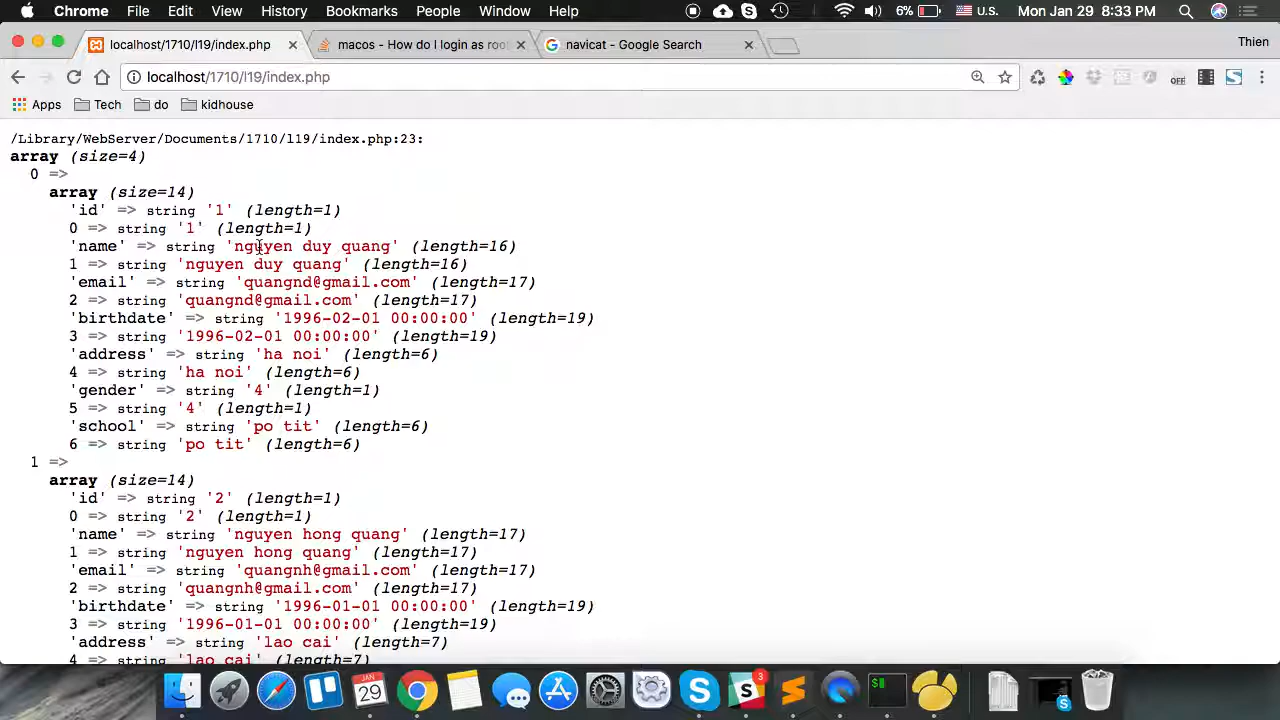 Chrome File Edit View History Bookmarks People Window Help 6% U.S. Mon Jan 29 8:33 PM
localhost/1710/l19/index.php macos - How do I login as roo navicat - Google Search Thien
localhost/1710/l19/index.php OFF
Apps Tech do kidhouse
/Library/WebServer/Documents/1710/l19/index.php:23:
array (size=4)
0 =>
array (size=14)
'id' => string '1' (length=1)
0 => string '1' (length=1)
'name' => string 'nguyen duy quang' (length=16)
1 => string 'nguyen duy quang' (length=16)
'email' => string 'quangnd@gmail.com' (length=17)
2 => string 'quangnd@gmail.com' (length=17)
'birthdate' => string '1996-02-01 00:00:00' (length=19)
3 => string '1996-02-01 00:00:00' (length=19)
'address' => string 'ha noi' (length=6)
4 => string 'ha noi' (length=6)
'gender' => string '4' (length=1)
5 => string '4' (length=1)
'school' => string 'po tit' (length=6)
6 => string 'po tit' (length=6)
1 =>
array (size=14)
'id' => string '2' (length=1)
0 => string '2' (length=1)
'name' => string 'nguyen hong quang' (length=17)
1 => string 'nguyen hong quang' (length=17)
'email' => string 'quangnh@gmail.com' (length=17)
2 => string 'quangnh@gmail.com' (length=17)
'birthdate' => string '1996-01-01 00:00:00' (length=19)
3 => string '1996-01-01 00:00:00' (length=19)
'address' => string 'lao cai' (length=7)
4 => string 'lao cai' (length=7)
JAN
29
3
$